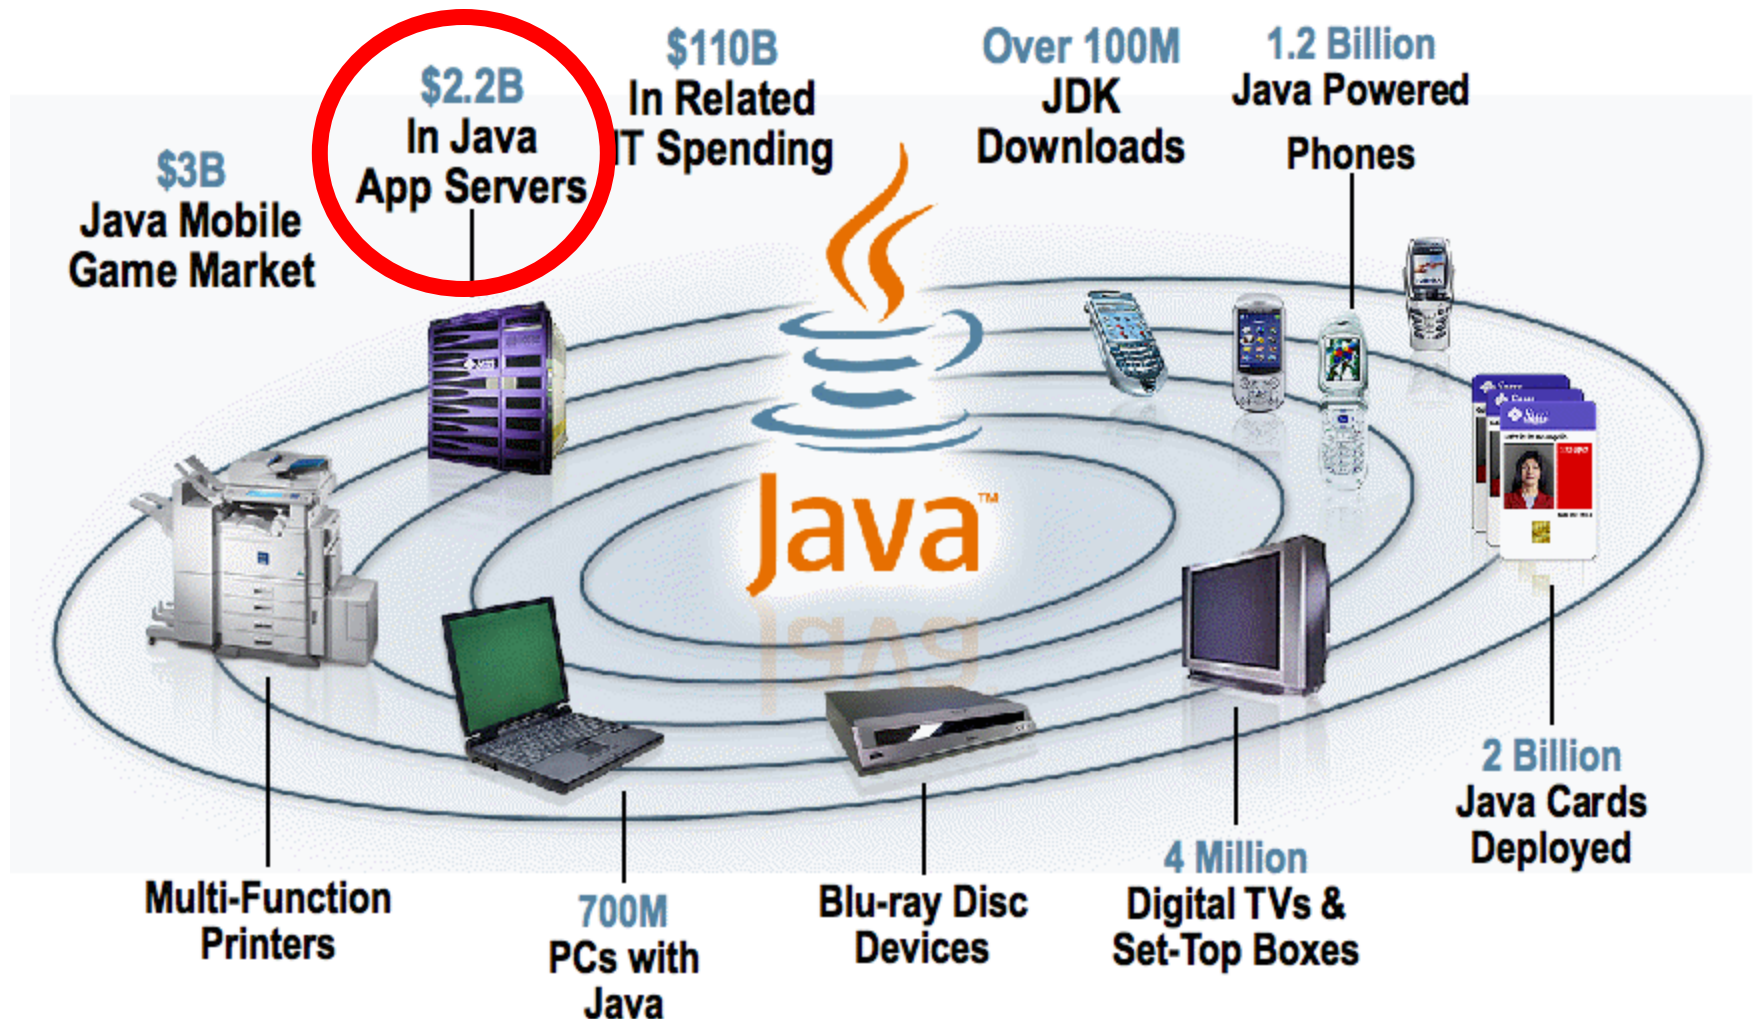 $3B
Java Mobile
Game Market
$2.2B
In Java
App Servers
$110B
In Related
IT Spending
Over 100M
JDK
Downloads
1.2 Billion
Java Powered
Phones
Java™
Multi-Function
Printers
700M
PCs with
Java
Blu-ray Disc
Devices
4 Million
Digital TVs &
Set-Top Boxes
2 Billion
Java Cards
Deployed